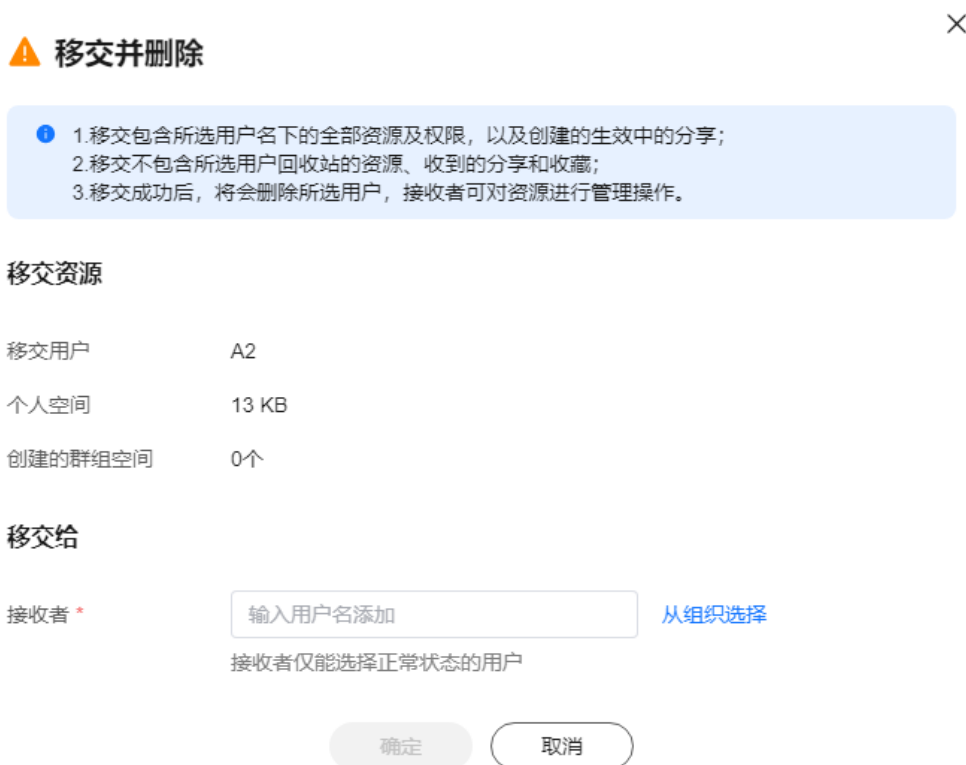 移交并删除
1.移交包含所选用户名下的全部资源及权限，以及创建的生效中的分享；
2.移交不包含所选用户回收站的资源、收到的分享和收藏；
3.移交成功后，将会删除所选用户，接收者可对资源进行管理操作。
移交资源
移交用户 A2
个人空间 13 KB
创建的群组空间 0个
移交给
接收者 * 输入用户名添加 从组织选择
接收者仅能选择正常状态的用户
确定 取消